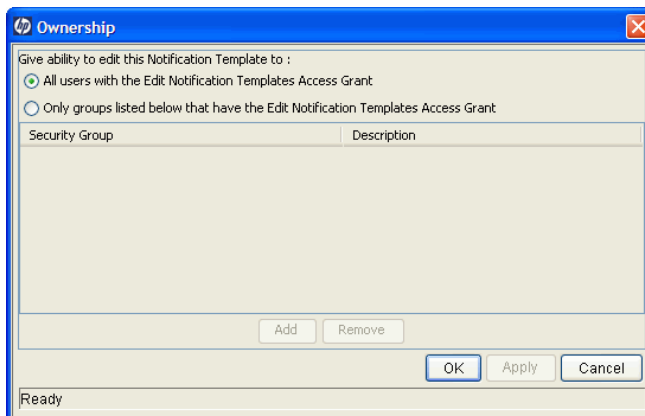 hp Ownership
Give ability to edit this Notification Template to :
All users with the Edit Notification Templates Access Grant
Only groups listed below that have the Edit Notification Templates Access Grant
Security Group Description
Add Remove
OK Apply Cancel
Ready